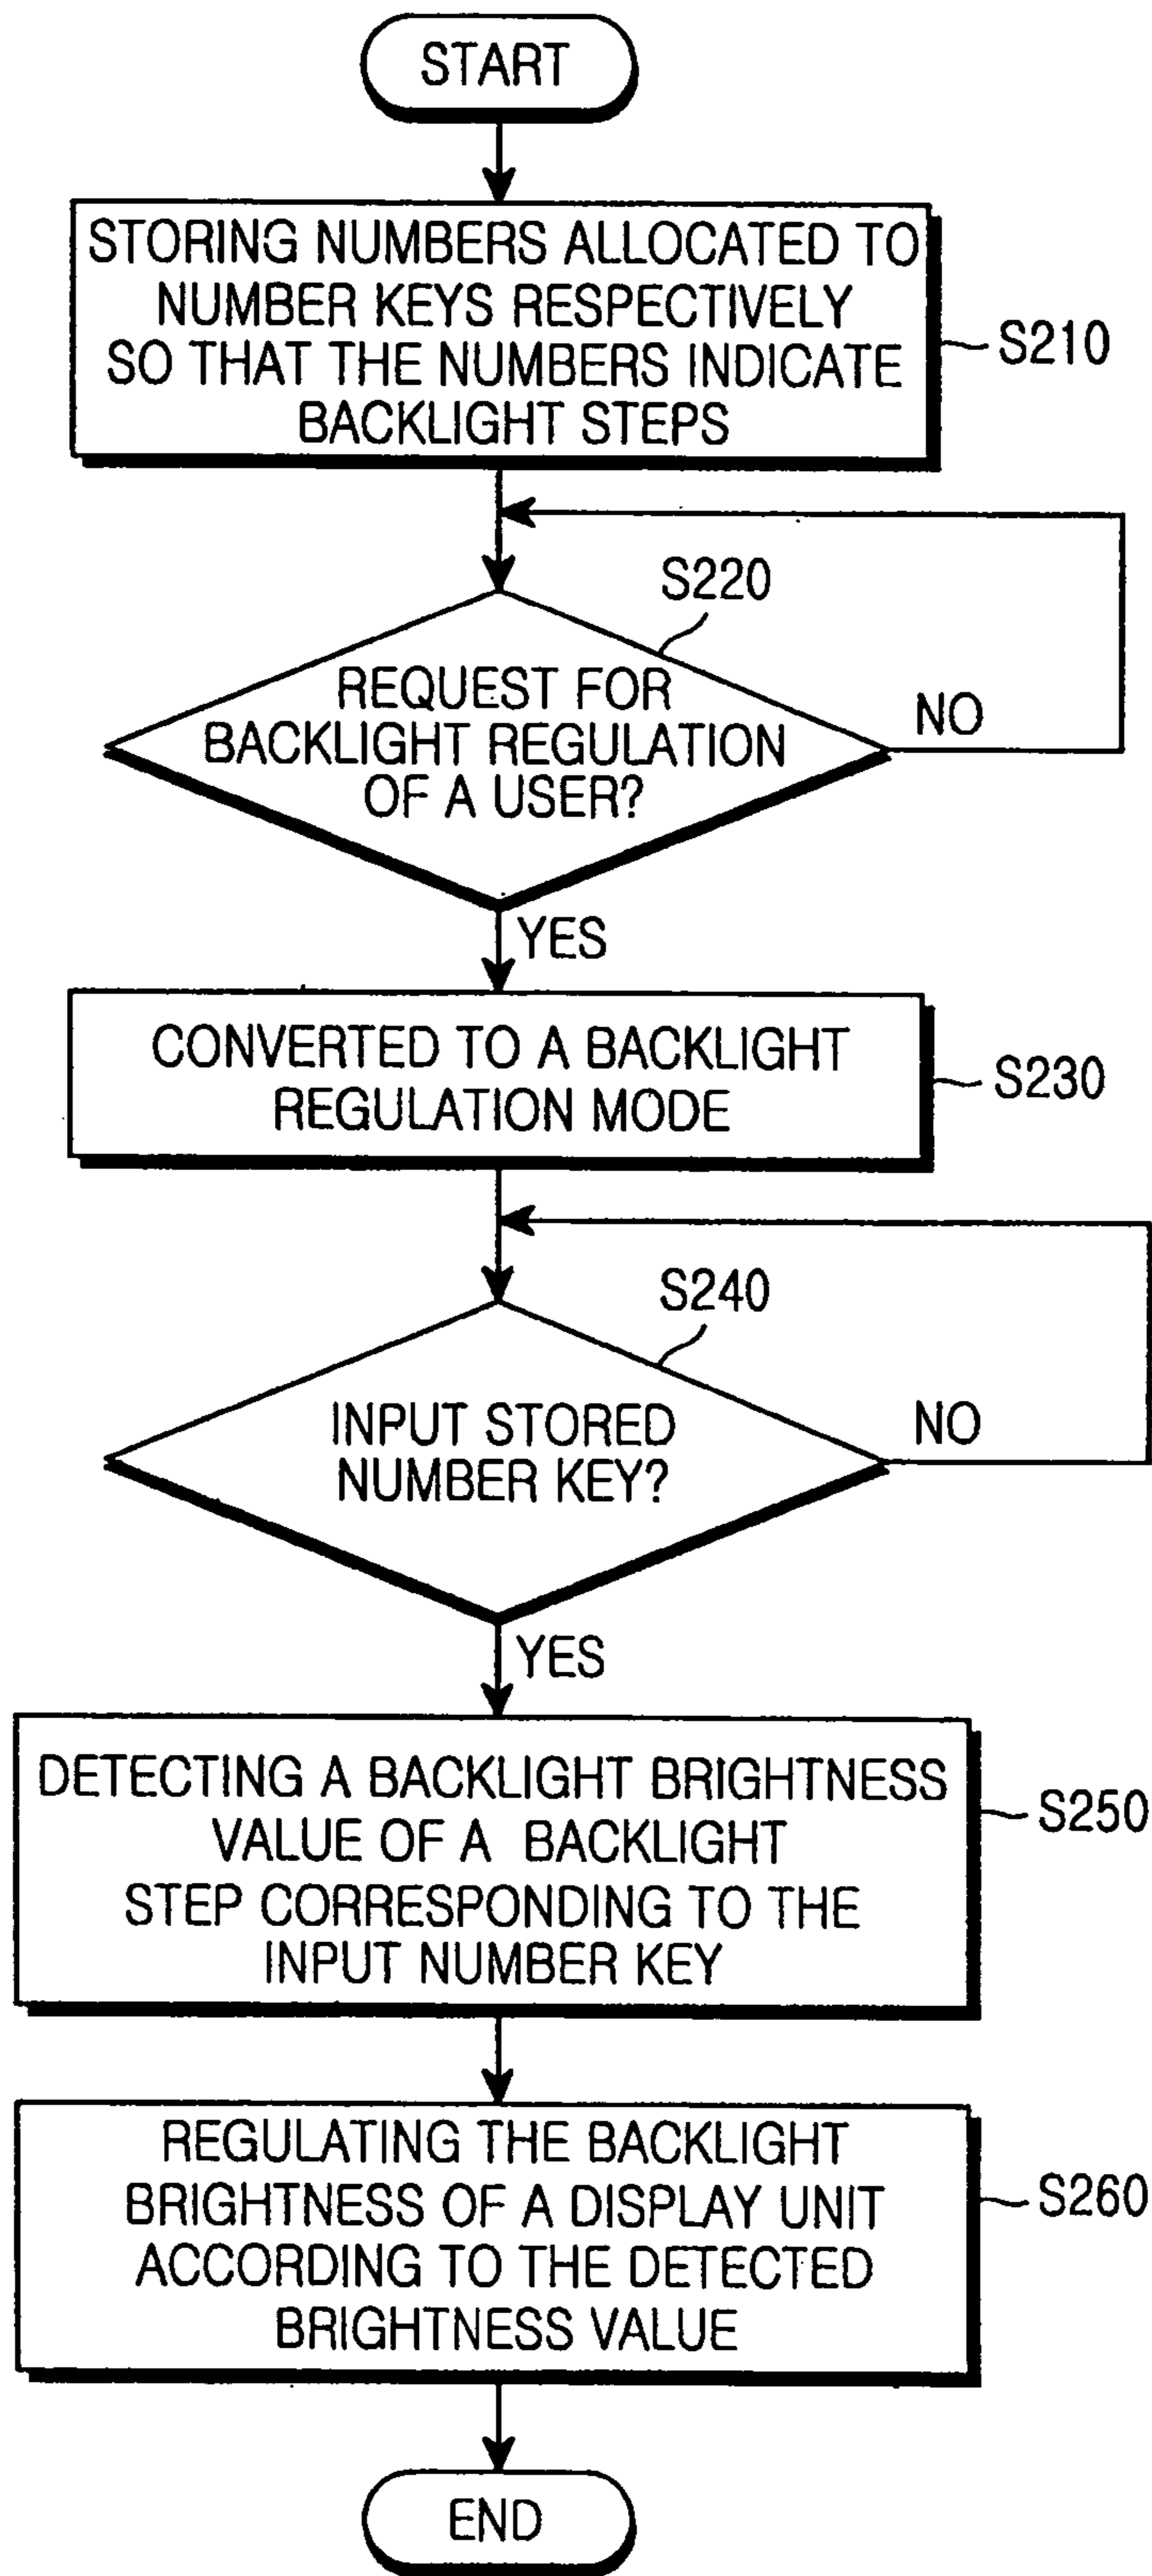 START
STORING NUMBERS ALLOCATED TO
NUMBER KEYS RESPECTIVELY
SO THAT THE NUMBERS INDICATE
BACKLIGHT STEPS
S210
S220
REQUEST FOR
BACKLIGHT REGULATION
OF A USER?
NO
YES
CONVERTED TO A BACKLIGHT
REGULATION MODE
S230
S240
INPUT STORED
NUMBER KEY?
NO
YES
DETECTING A BACKLIGHT BRIGHTNESS
VALUE OF A BACKLIGHT
STEP CORRESPONDING TO THE
INPUT NUMBER KEY
S250
REGULATING THE BACKLIGHT
BRIGHTNESS OF A DISPLAY UNIT
ACCORDING TO THE DETECTED
BRIGHTNESS VALUE
S260
END